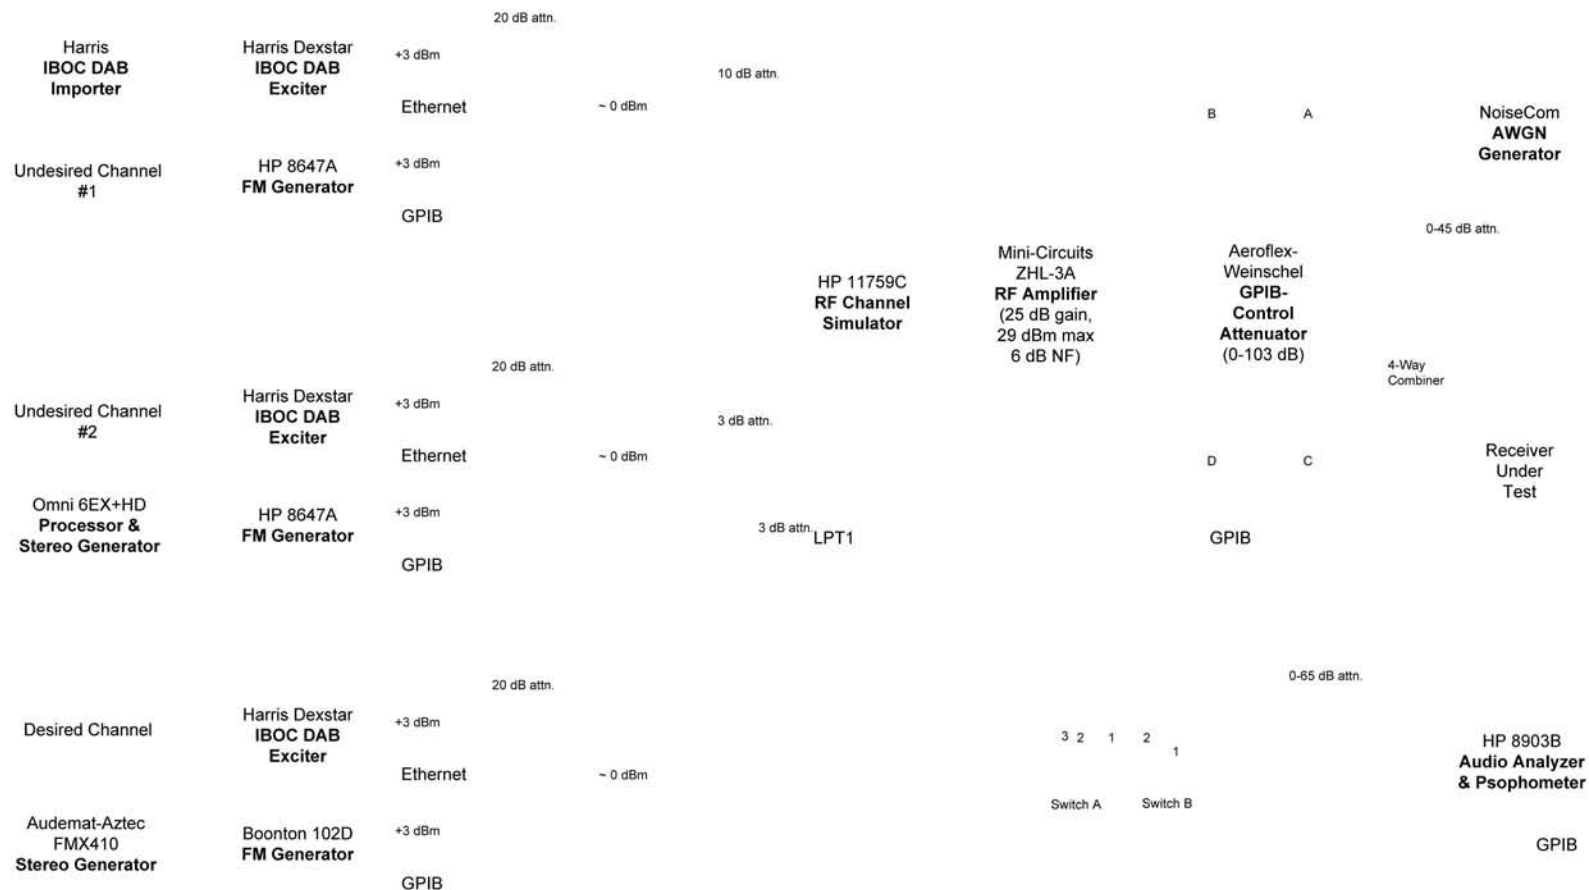 20 dB attn.
Harris
IBOC DAB
Importer
Harris Dexstar
IBOC DAB
Exciter
+3 dBm
Ethernet
~ 0 dBm
10 dB attn.
B
A
NoiseCom
AWGN
Generator
Undesired Channel
#1
HP 8647A
FM Generator
+3 dBm
GPIB
0-45 dB attn.
HP 11759C
RF Channel
Simulator
Mini-Circuits
ZHL-3A
RF Amplifier
(25 dB gain,
29 dBm max
6 dB NF)
Aeroflex-
Weinschel
GPIB-
Control
Attenuator
(0-103 dB)
4-Way
Combiner
20 dB attn.
Undesired Channel
#2
Harris Dexstar
IBOC DAB
Exciter
+3 dBm
Ethernet
~ 0 dBm
3 dB attn.
D
C
Receiver
Under
Test
Omni 6EX+HD
Processor &
Stereo Generator
HP 8647A
FM Generator
+3 dBm
GPIB
3 dB attn.
LPT1
GPIB
20 dB attn.
0-65 dB attn.
Desired Channel
Harris Dexstar
IBOC DAB
Exciter
+3 dBm
Ethernet
~ 0 dBm
3 2 1 2
1
Switch A
Switch B
HP 8903B
Audio Analyzer
& Psophometer
Audemat-Aztec
FMX410
Stereo Generator
Boonton 102D
FM Generator
+3 dBm
GPIB
GPIB